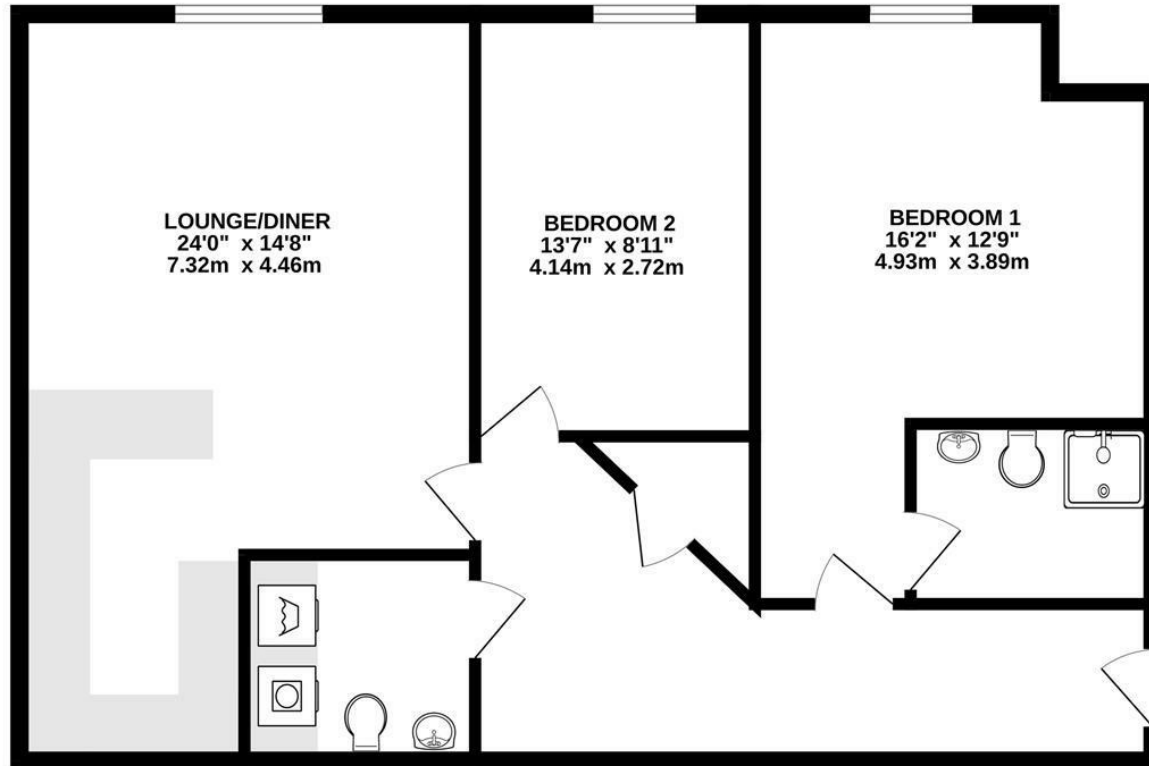 LOUNGE/DINER
24'0" x 14'8"
7.32m x 4.46m
BEDROOM 2
13'7" x 8'11"
4.14m x 2.72m
BEDROOM 1
16'2" x 12'9"
4.93m x 3.89m